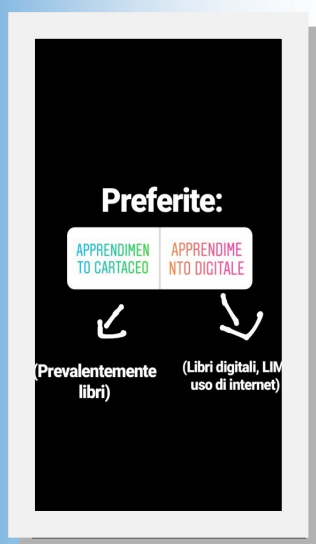 Preferite:
APPRENDIMEN
TO CARTACEO
APPRENDIME
NTO DIGITALE
(Prevalentemente
libri)
(Libri digitali, LIM
uso di internet)